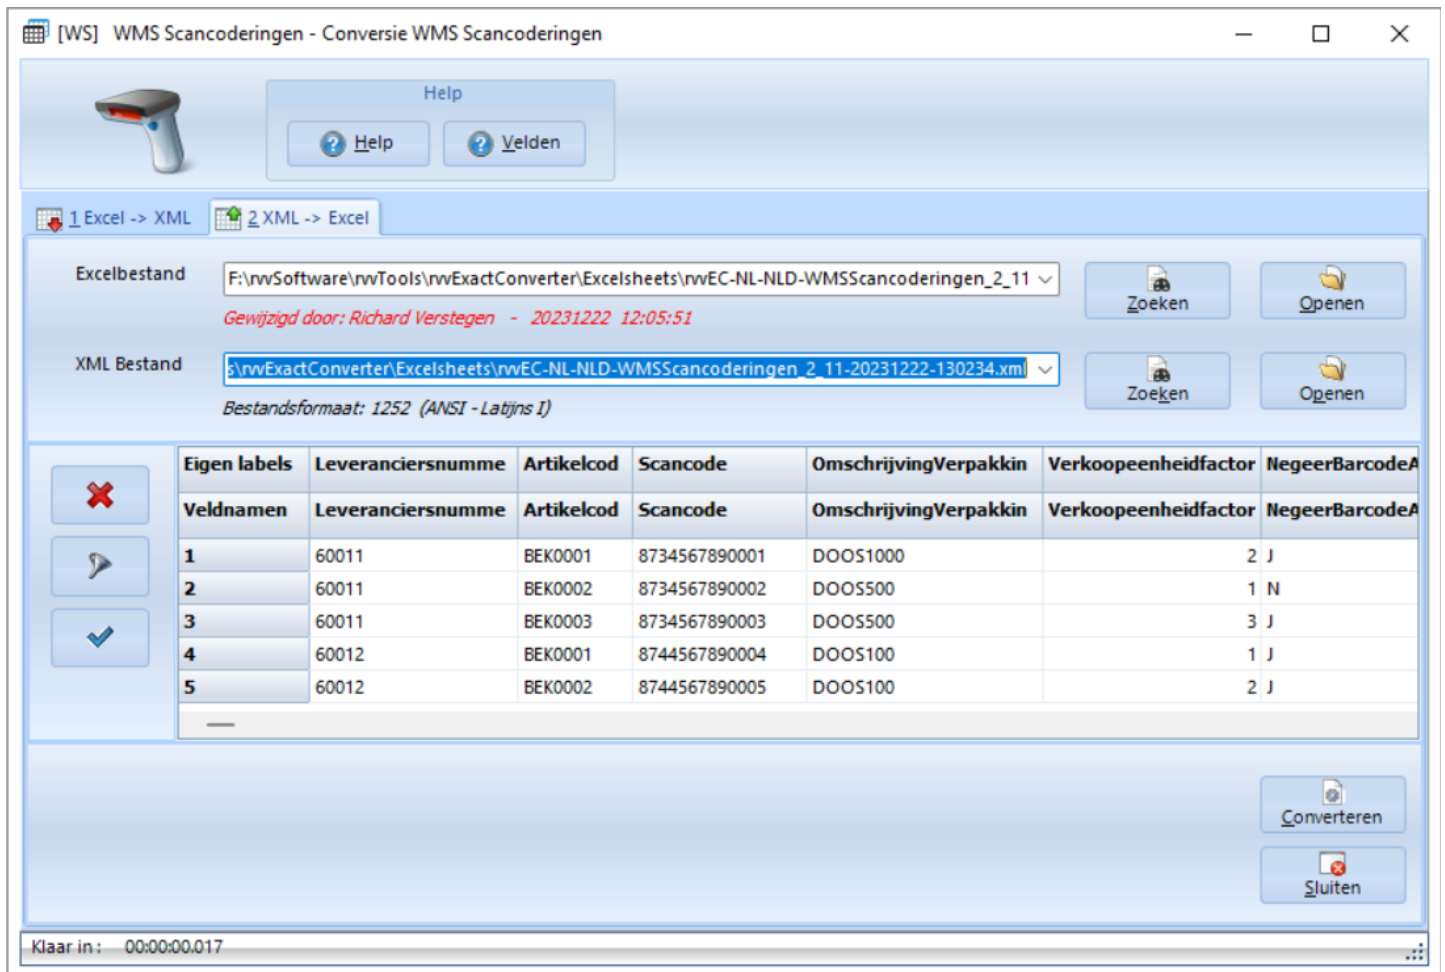 [WS] WMS Scancoderingen - Conversie WMS Scancoderingen
Help
Help Velden
1 Excel -> XML 2 XML -> Excel
Excelbestand F:\rvvSoftware\rvvTools\rvvExactConverter\Excelsheets\rvvEC-NL-NLD-WMSScancoderingen_2_11 Zoeken Openen
Gewijzigd door: Richard Verstegen - 20231222 12:05:51
XML Bestand s\rvvExactConverter\Excelsheets\rvvEC-NL-NLD-WMSScancoderingen_2_11-20231222-130234.xml Zoeken Openen
Bestandsformaat: 1252 (ANSI - Latijns I)
Eigen labels Leveranciersnumme Artikelcod Scancode OmschrijvingVerpakkin Verkoopeenheidfactor NegeerBarcodeA
Veldnamen Leveranciersnumme Artikelcod Scancode OmschrijvingVerpakkin Verkoopeenheidfactor NegeerBarcodeA
1 60011 BEK0001 8734567890001 DOOS1000 2 J
2 60011 BEK0002 8734567890002 DOOS500 1 N
3 60011 BEK0003 8734567890003 DOOS500 3 J
4 60012 BEK0001 8744567890004 DOOS100 1 J
5 60012 BEK0002 8744567890005 DOOS100 2 J
Converteren
Sluiten
Klaar in : 00:00:00.017